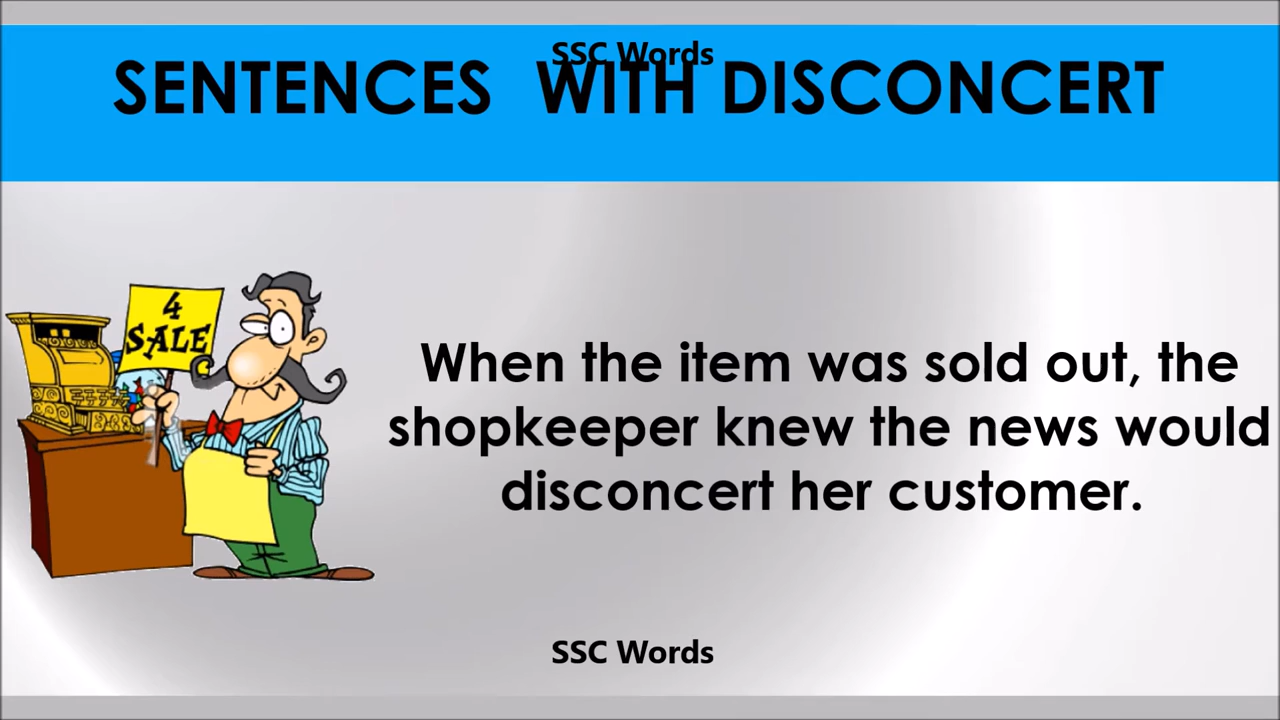 SSC Words
SENTENCES WITH DISCONCERT
4
SALE
When the item was sold out, the
shopkeeper knew the news would
disconcert her customer.
SSC Words